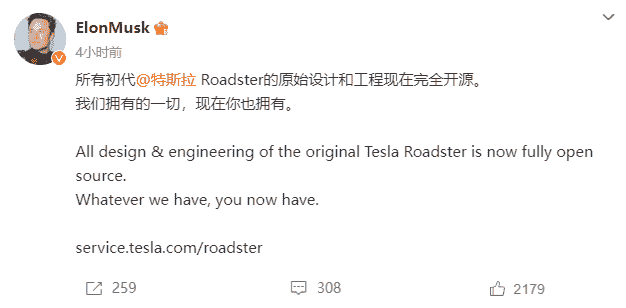 ElonMusk
4小时前
所有初代@特斯拉 Roadster的原始设计和工程现在完全开源。
我们拥有的一切，现在你也拥有。
All design & engineering of the original Tesla Roadster is now fully open
source.
Whatever we have, you now have.
service.tesla.com/roadster
259 308 2179